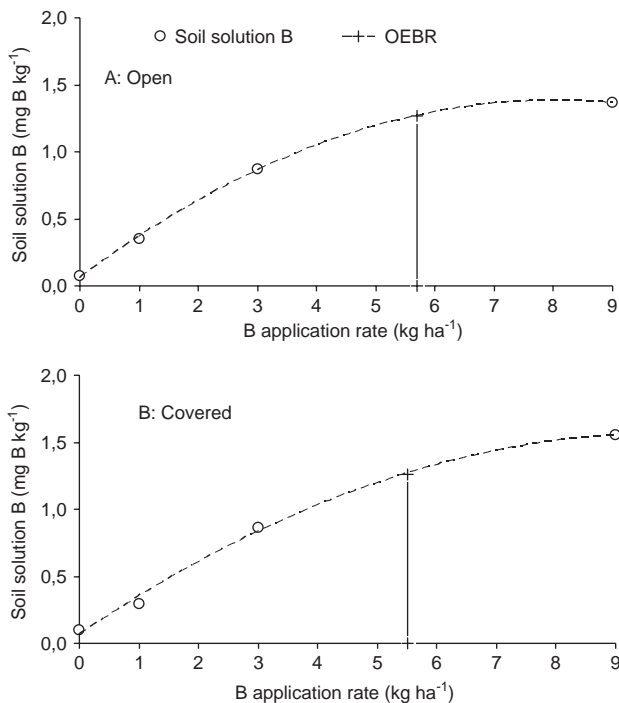 Soil solution B OEBR
A: Open
Soil solution B (mg B kg⁻¹)
2,0
1,5
1,0
0,5
0,0
0 1 2 3 4 5 6 7 8 9
B application rate (kg ha⁻¹)
B: Covered
Soil solution B (mg B kg⁻¹)
2,0
1,5
1,0
0,5
0,0
0 1 2 3 4 5 6 7 8 9
B application rate (kg ha⁻¹)